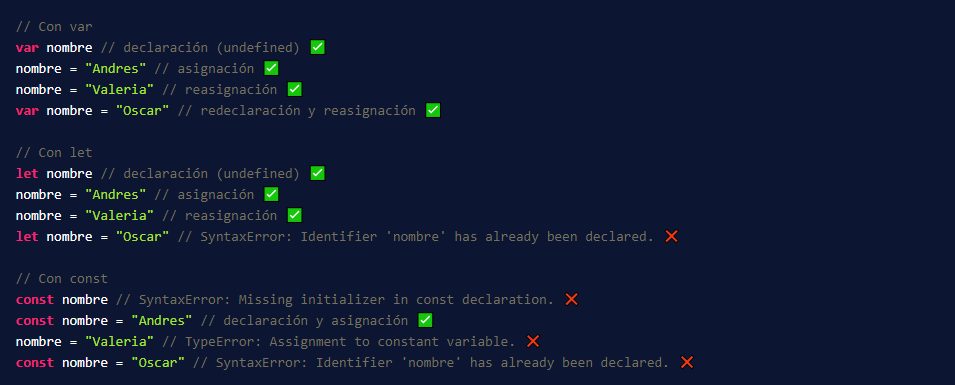 // Con var
var nombre // declaración (undefined) ✅
nombre = "Andres" // asignación ✅
nombre = "Valeria" // reasignación ✅
var nombre = "Oscar" // redeclaración y reasignación ✅
// Con let
let nombre // declaración (undefined) ✅
nombre = "Andres" // asignación ✅
nombre = "Valeria" // reasignación ✅
let nombre = "Oscar" // SyntaxError: Identifier 'nombre' has already been declared. ❌
// Con const
const nombre // SyntaxError: Missing initializer in const declaration. ❌
const nombre = "Andres" // declaración y asignación ✅
nombre = "Valeria" // TypeError: Assignment to constant variable. ❌
const nombre = "Oscar" // SyntaxError: Identifier 'nombre' has already been declared. ❌